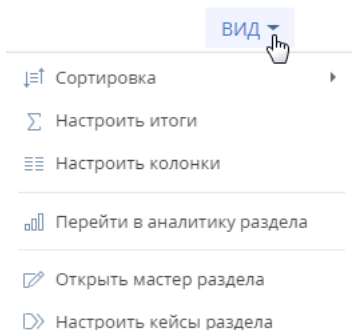 ВИД
Сортировка
Настроить итоги
Настроить колонки
Перейти в аналитику раздела
Открыть мастер раздела
Настроить кейсы раздела